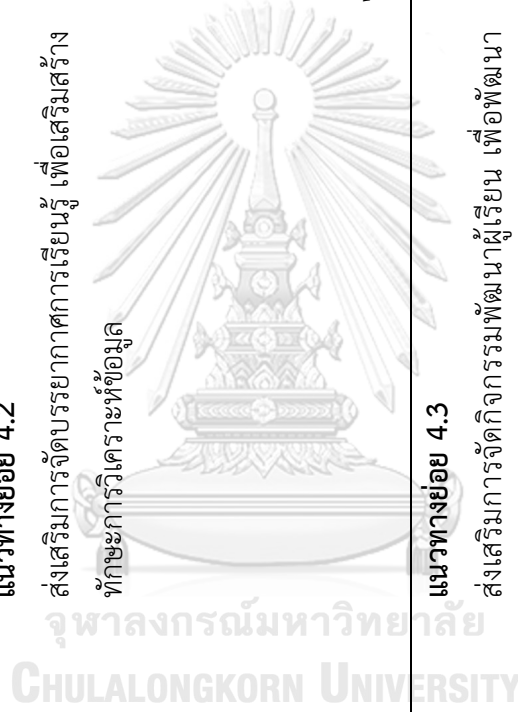 แนวทางย่อย 4.2
ส่งเสริมการจัดบรรยากาศการเรียนรู้ เพื่อเสริมสร้าง
ทักษะการวิเคราะห์ข้อมูล
แนวทางย่อย 4.3
ส่งเสริมการจัดกิจกรรมพัฒนาผู้เรียน เพื่อพัฒนา
จุฬาลงกรณ์มหาวิทยาลัย
CHULALONGKORN UNIVERSITY